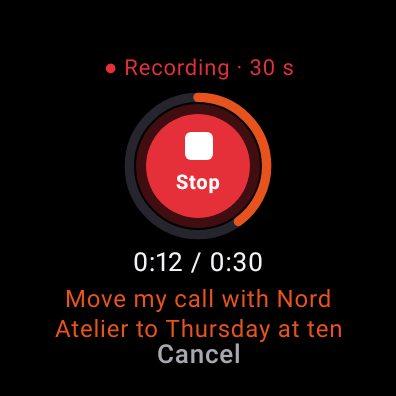 Recording · 30 s
Stop
0:12 / 0:30
Move my call with Nord
Atelier to Thursday at ten
Cancel